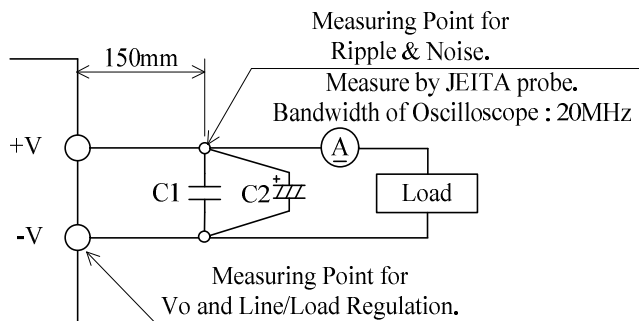 Measuring Point for
Ripple & Noise.
Measure by JEITA probe.
Bandwidth of Oscilloscope : 20MHz
150mm
+V
A
C1
+
C2
Load
-V
Measuring Point for
Vo and Line/Load Regulation.